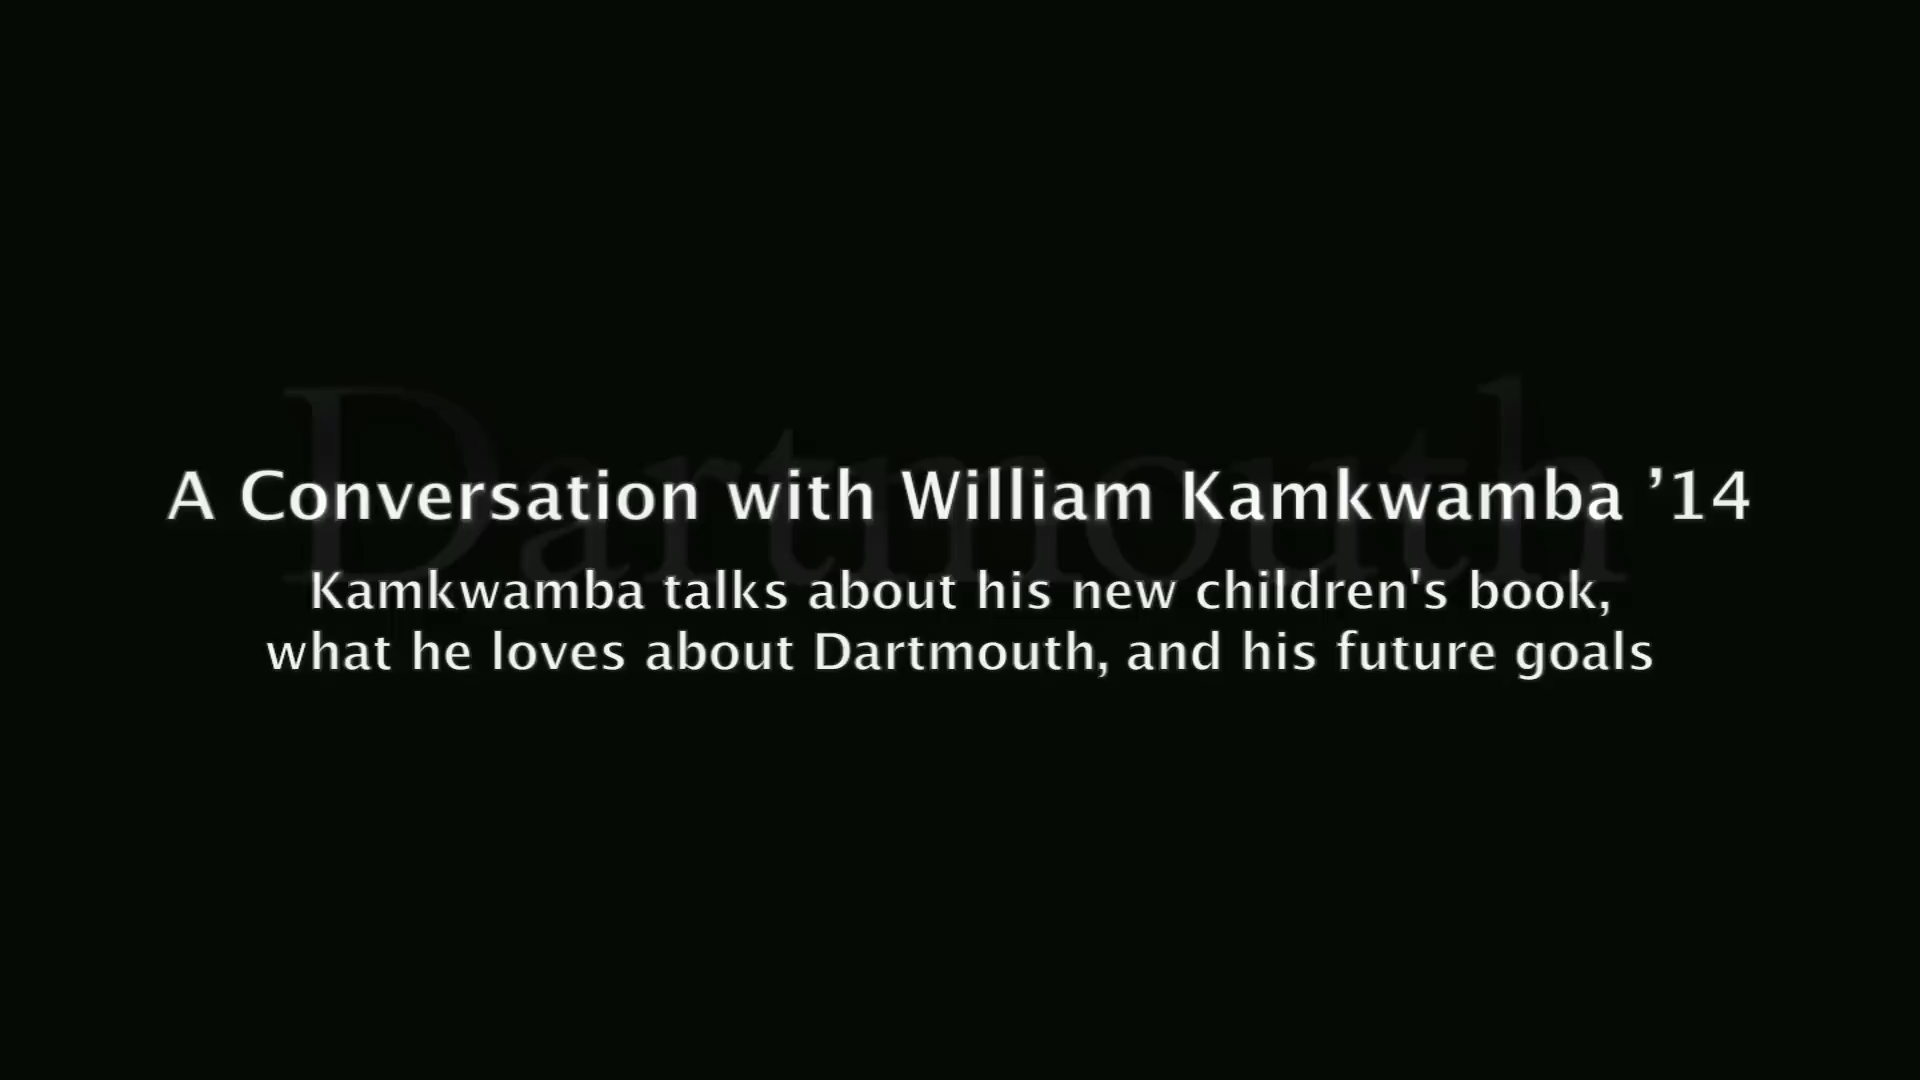 Dartmouth
A Conversation with William Kamkwamba ’14
Kamkwamba talks about his new children's book,
what he loves about Dartmouth, and his future goals